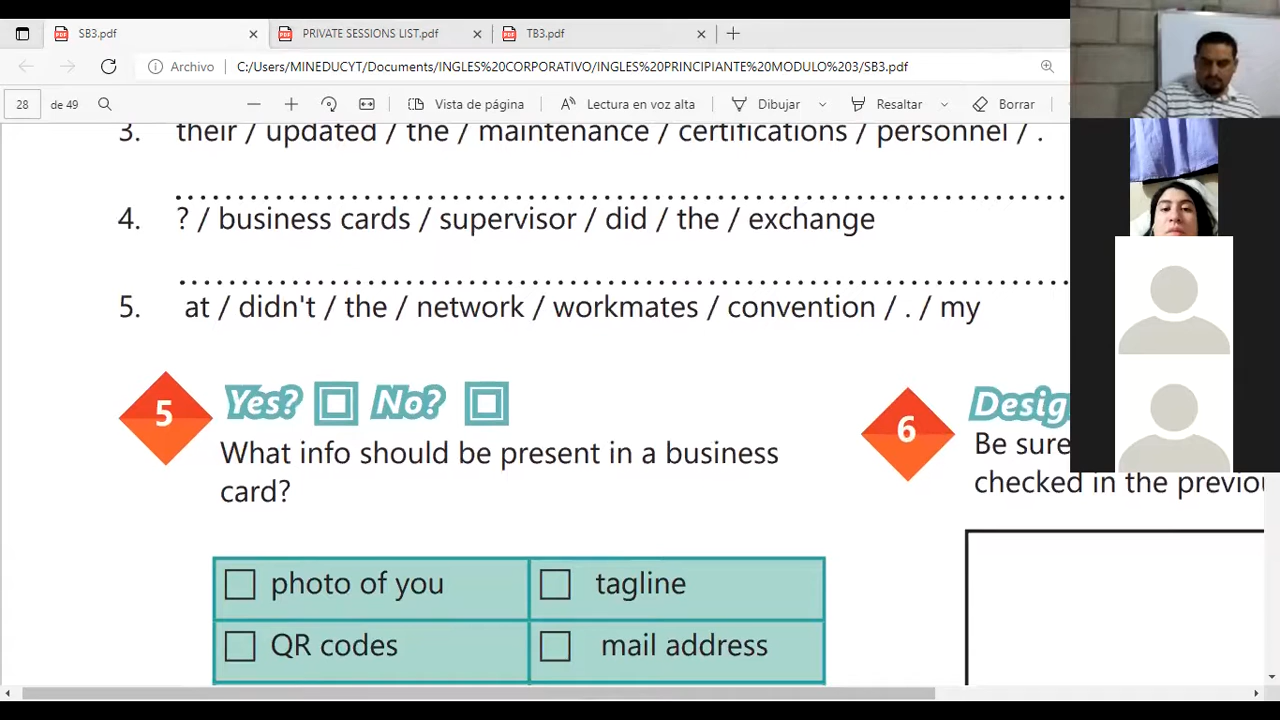 SB3.pdf
PRIVATE SESSIONS LIST.pdf
TB3.pdf
Archivo
C:/Users/MINEDUCYT/Documents/INGLES%20CORPORATIVO/INGLES%20PRINCIPIANTE%20MODULO%203/SB3.pdf
28 de 49
Vista de página
Lectura en voz alta
Dibujar
Resaltar
Borrar
3. their / updated / the / maintenance / certifications / personnel / .
4. ? / business cards / supervisor / did / the / exchange
5. at / didn't / the / network / workmates / convention / . / my
5 Yes? No?
What info should be present in a business
card?
photo of you
tagline
QR codes
mail address
6 Desig
Be sure
checked in the previou